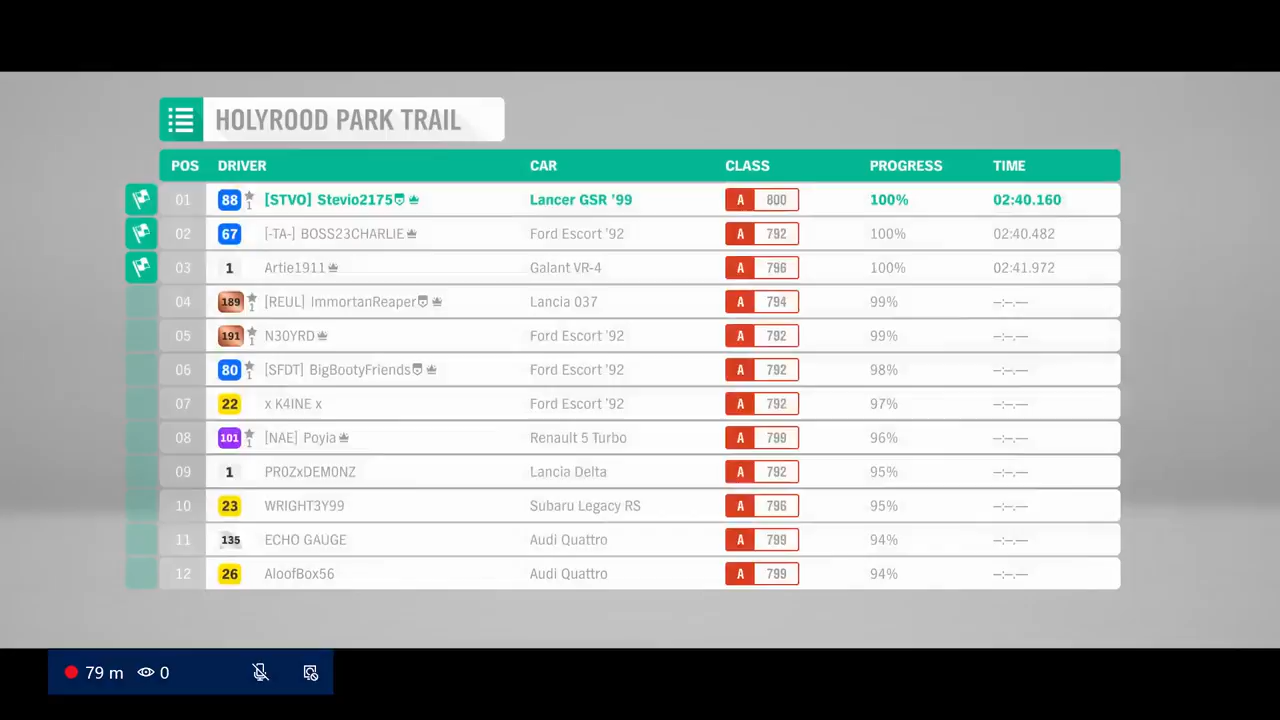 HOLYROOD PARK TRAIL
POS DRIVER CAR CLASS PROGRESS TIME
01 88 1 [STVO] Stevio2175 Lancer GSR '99 A 800 100% 02:40.160
02 67 [-TA-] BOSS23CHARLIE Ford Escort '92 A 792 100% 02:40.482
03 1 Artie1911 Galant VR-4 A 796 100% 02:41.972
04 189 1 [REUL] ImmortanReaper Lancia 037 A 794 99% --:--.---
05 191 1 N30YRD Ford Escort '92 A 792 99% --:--.---
06 80 1 [SFDT] BigBootyFriends Ford Escort '92 A 792 98% --:--.---
07 22 x K4INE x Ford Escort '92 A 792 97% --:--.---
08 101 1 [NAE] Poyla Renault 5 Turbo A 799 96% --:--.---
09 1 PR0ZxDEM0NZ Lancia Delta A 792 95% --:--.---
10 23 WRIGHT3Y99 Subaru Legacy RS A 796 95% --:--.---
11 135 ECHO GAUGE Audi Quattro A 799 94% --:--.---
12 26 AloofBox56 Audi Quattro A 799 94% --:--.---
79 m 0